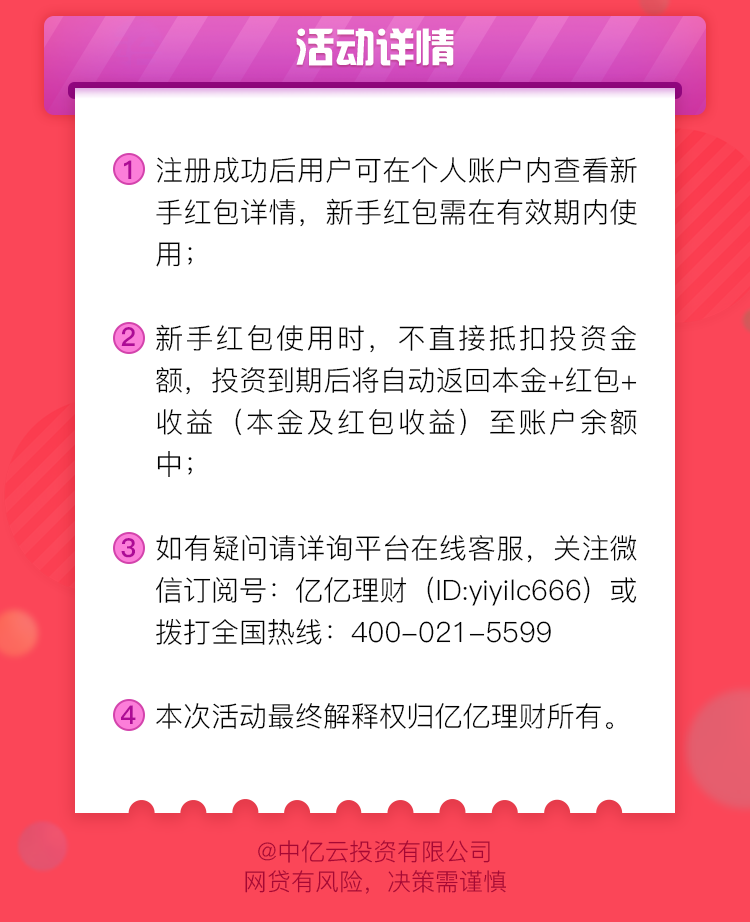 活动详情
1 注册成功后用户可在个人账户内查看新
手红包详情，新手红包需在有效期内使
用；
2 新手红包使用时，不直接抵扣投资金
额，投资到期后将自动返回本金+红包+
收益（本金及红包收益）至账户余额
中；
3 如有疑问请详询平台在线客服，关注微
信订阅号：亿亿理财（ID:yiyilc666）或
拨打全国热线：400-021-5599
4 本次活动最终解释权归亿亿理财所有。
@中亿云投资有限公司
网贷有风险，决策需谨慎